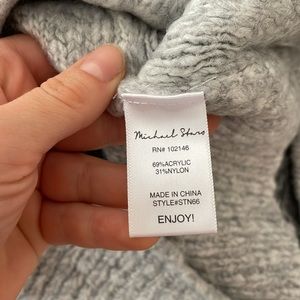 Michael Stars
RN# 102146
69%ACRYLIC
31%NYLON
MADE IN CHINA
STYLE#STN66
ENJOY!